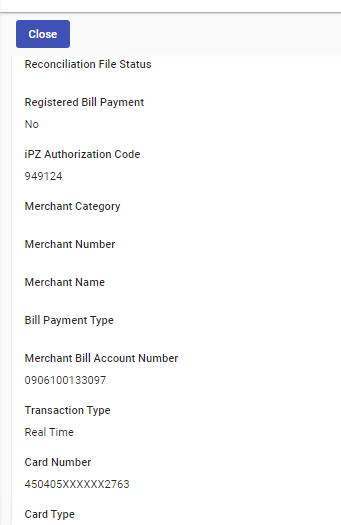 Close
Reconciliation File Status
Registered Bill Payment
No
iPZ Authorization Code
949124
Merchant Category
Merchant Number
Merchant Name
Bill Payment Type
Merchant Bill Account Number
0906100133097
Transaction Type
Real Time
Card Number
450405XXXXXX2763
Card Type